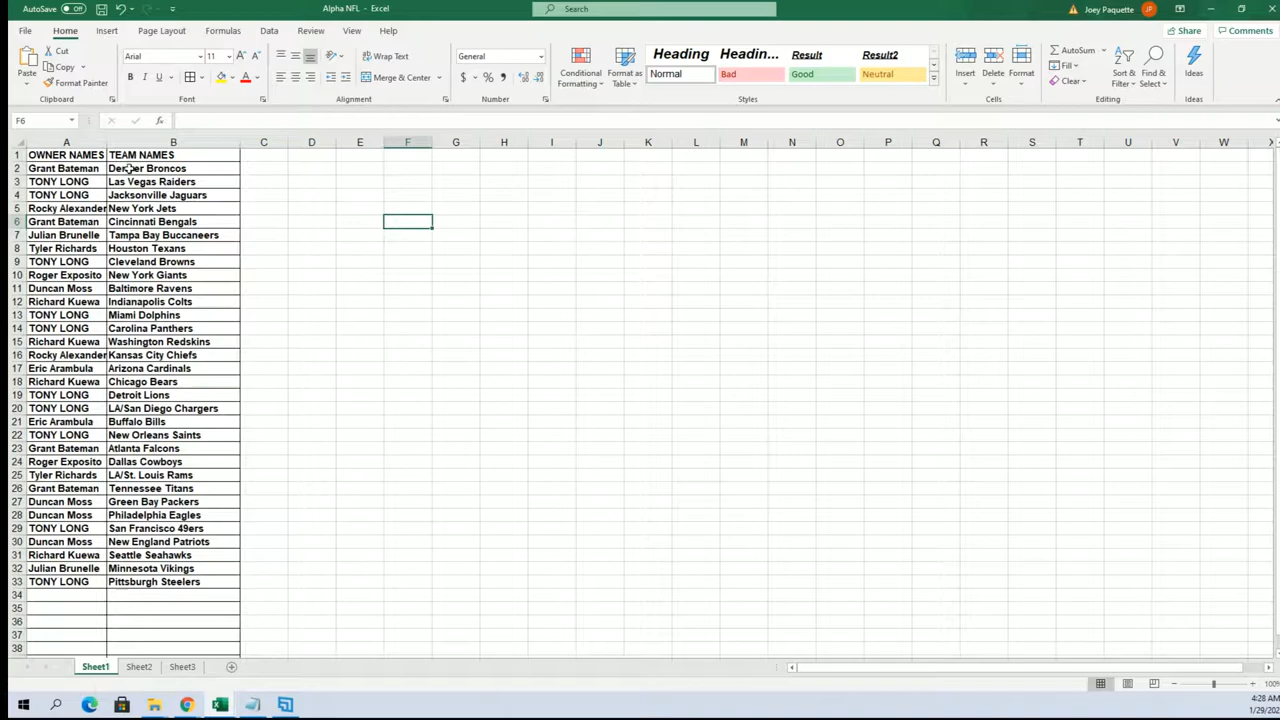 AutoSave Off Alpha NFL - Excel Search Joey Paquette JP
File Home Insert Page Layout Formulas Data Review View Help Share Comments
Cut Arial 11 Wrap Text General Heading Headin... Result Result2 AutoSum
Copy Fill
Paste Format Painter B I U Merge & Center $ % Conditional Formatting Format as Table Normal Bad Good Neutral Insert Delete Format Clear Sort & Filter Find & Select Ideas
Clipboard Font Alignment Number Styles Cells Editing Ideas
F6 fx
A B C D E F G H I J K L M N O P Q R S T U V W X
1 OWNER NAMES TEAM NAMES
2 Grant Bateman Denver Broncos
3 TONY LONG Las Vegas Raiders
4 TONY LONG Jacksonville Jaguars
5 Rocky Alexander New York Jets
6 Grant Bateman Cincinnati Bengals
7 Julian Brunelle Tampa Bay Buccaneers
8 Tyler Richards Houston Texans
9 TONY LONG Cleveland Browns
10 Roger Exposito New York Giants
11 Duncan Moss Baltimore Ravens
12 Richard Kuewa Indianapolis Colts
13 TONY LONG Miami Dolphins
14 TONY LONG Carolina Panthers
15 Richard Kuewa Washington Redskins
16 Rocky Alexander Kansas City Chiefs
17 Eric Arambula Arizona Cardinals
18 Richard Kuewa Chicago Bears
19 TONY LONG Detroit Lions
20 TONY LONG LA/San Diego Chargers
21 Eric Arambula Buffalo Bills
22 TONY LONG New Orleans Saints
23 Grant Bateman Atlanta Falcons
24 Roger Exposito Dallas Cowboys
25 Tyler Richards LA/St. Louis Rams
26 Grant Bateman Tennessee Titans
27 Duncan Moss Green Bay Packers
28 Duncan Moss Philadelphia Eagles
29 TONY LONG San Francisco 49ers
30 Duncan Moss New England Patriots
31 Richard Kuewa Seattle Seahawks
32 Julian Brunelle Minnesota Vikings
33 TONY LONG Pittsburgh Steelers
34
35
36
37
38
Sheet1 Sheet2 Sheet3
100%
4:28 AM
1/29/202